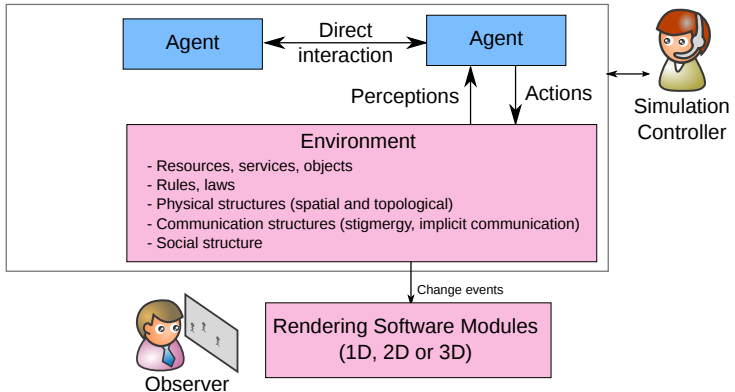 Agent
Direct
interaction
Agent
Perceptions
Actions
Simulation
Controller
Environment
- Resources, services, objects
- Rules, laws
- Physical structures (spatial and topological)
- Communication structures (stigmergy, implicit communication)
- Social structure
Change events
Rendering Software Modules
(1D, 2D or 3D)
Observer